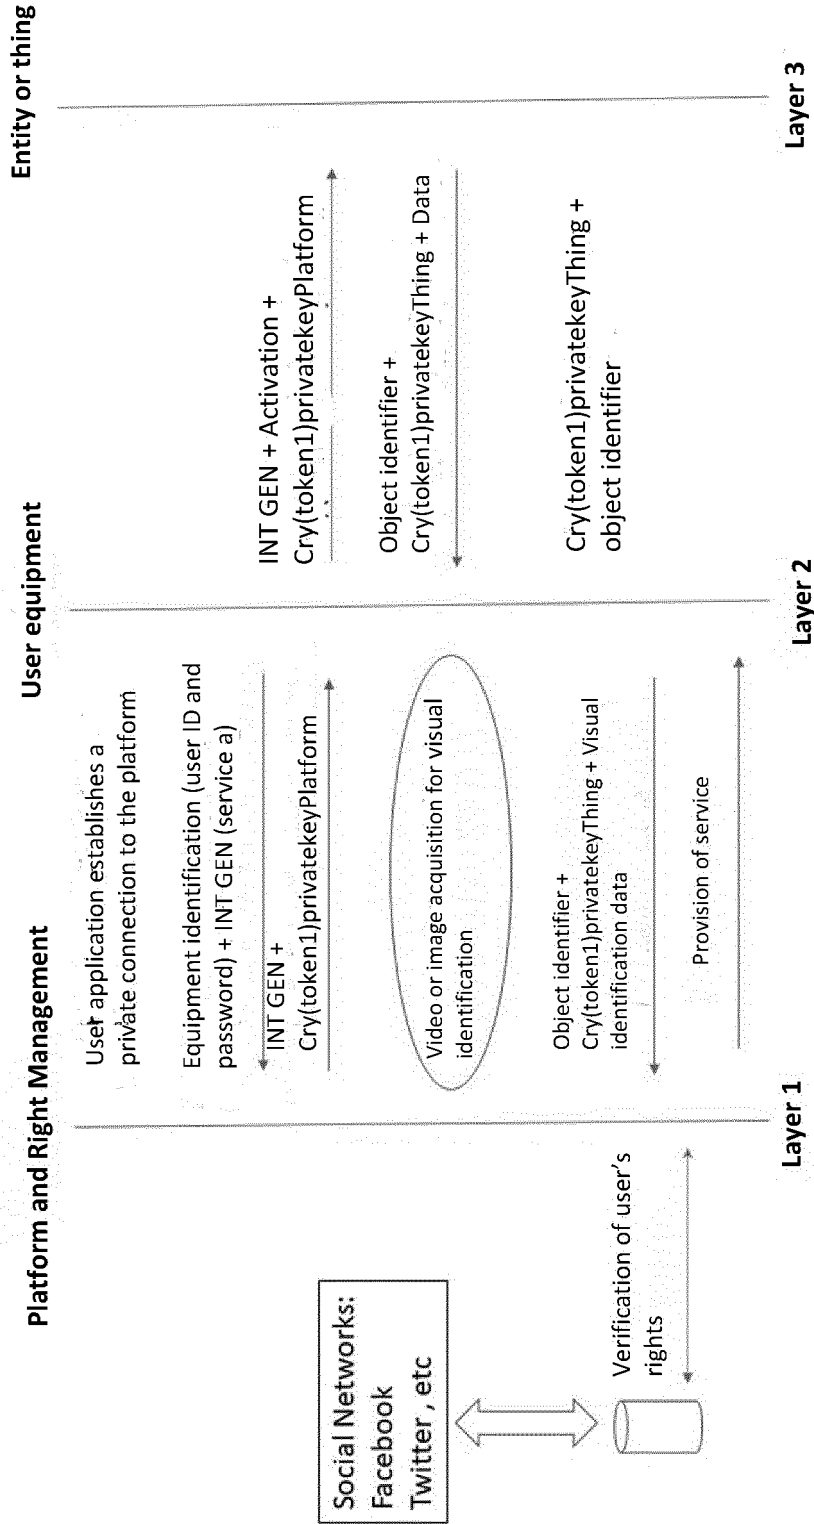 Platform and Right Management
User equipment
Entity or thing
User application establishes a
private connection to the platform
Equipment identification (user ID and
password) + INT GEN (service a)
INT GEN +
Cry(token1)privatekeyPlatform
INT GEN + Activation +
Cry(token1)privatekeyPlatform
Object identifier +
Cry(token1)privatekeyThing + Data
Video or image acquisition for visual
identification
Cry(token1)privatekeyThing +
object identifier
Object identifier +
Cry(token1)privatekeyThing + Visual
identification data
Provision of service
Social Networks:
Facebook
Twitter , etc
Verification of user's
rights
Layer 1
Layer 2
Layer 3